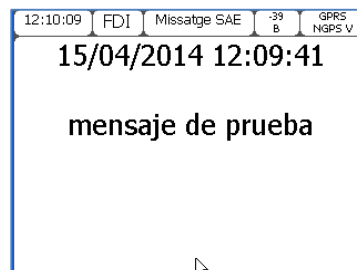 12:10:09 FDI Missatge SAE -39 GPRS
B NGPS V
15/04/2014 12:09:41
mensaje de prueba